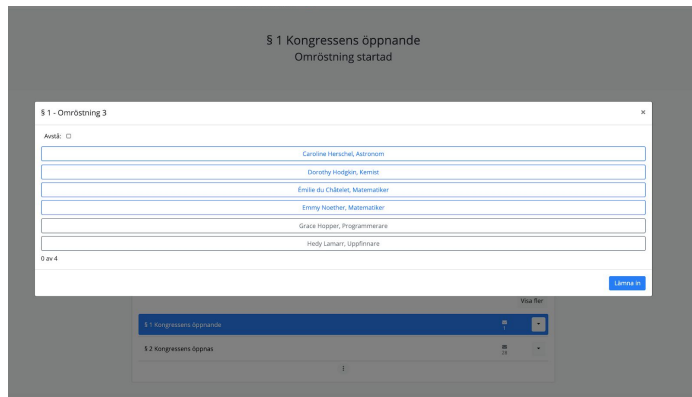 § 1 Kongressens öppnande
Omröstning startad
§ 1 - Omröstning 3
×
Avstå:
Caroline Herschel, Astronom
Dorothy Hodgkin, Kemist
Émilie du Châtelet, Matematiker
Emmy Noether, Matematiker
Grace Hopper, Programmerare
Hedy Lamarr, Uppfinnare
0 av 4
Lämna in
Visa fler
§ 1 Kongressens öppnande
1
§ 2 Kongressens öppnas